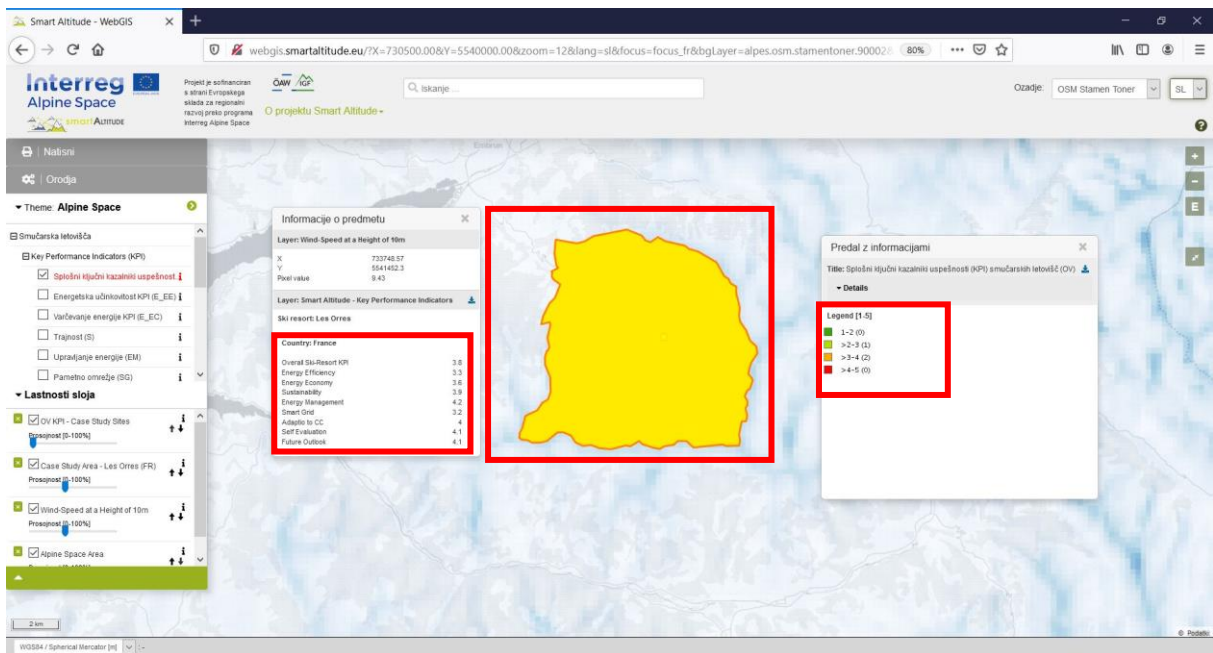 Smart Altitude - WebGIS
webgis.smartaltitude.eu/?X=730500.00&Y=5540000.00&zoom=12&lang=sl&focus=focus_fr&bgLayer=alpes.osm.stamentoner.90002
80%
Interreg
Alpine Space
smartALTITUDE
Projekt je sofinanciran
s strani Evropskega
sklada za regionalni
razvoj preko programa
Interreg Alpine Space
ÖAW IGF
O projektu Smart Altitude
Iskanje ...
Ozadje: OSM Stamen Toner SL
Natisni
Orodja
Theme: Alpine Space
Smučarska letovišča
Key Performance Indicators (KPI)
Splošni ključni kazalniki uspešnost
Energetska učinkovitost KPI (E_EE)
Varčevanje energije KPI (E_EC)
Trajnost (S)
Upravljanje energije (EM)
Pametno omrežje (SG)
Lastnosti sloja
OV KPI - Case Study Sites
Prosojnost [0-100%]
Case Study Area - Les Orres (FR)
Prosojnost [0-100%]
Wind-Speed at a Height of 10m
Prosojnost [0-100%]
Alpine Space Area
Embrun
Informacije o predmetu
Layer: Wind-Speed at a Height of 10m
X 733748.57
Y 5541452.3
Pixel value 9.43
Layer: Smart Altitude - Key Performance Indicators
Ski resort: Les Orres
Country: France
Overall Ski-Resort KPI 3.8
Energy Efficiency 3.3
Energy Economy 3.6
Sustainability 3.9
Energy Management 4.2
Smart Grid 3.2
Adaptio to CC 4
Self Evaluation 4.1
Future Outlook 4.1
Predal z informacijami
Title: Splošni ključni kazalniki uspešnosti (KPI) smučarskih letovišč (OV)
Details
Legend [1-5]
1-2 (0)
>2-3 (1)
>3-4 (2)
>4-5 (0)
E
2 km
© Podatki
WGS84 / Spherical Mercator [m]